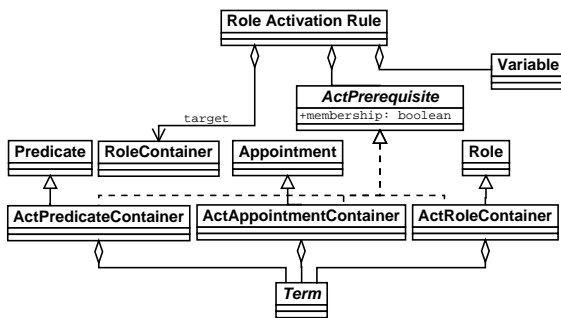 Role Activation Rule
Variable
ActPrerequisite
+membership: boolean
target
Predicate
RoleContainer
Appointment
Role
ActPredicateContainer
ActAppointmentContainer
ActRoleContainer
Term